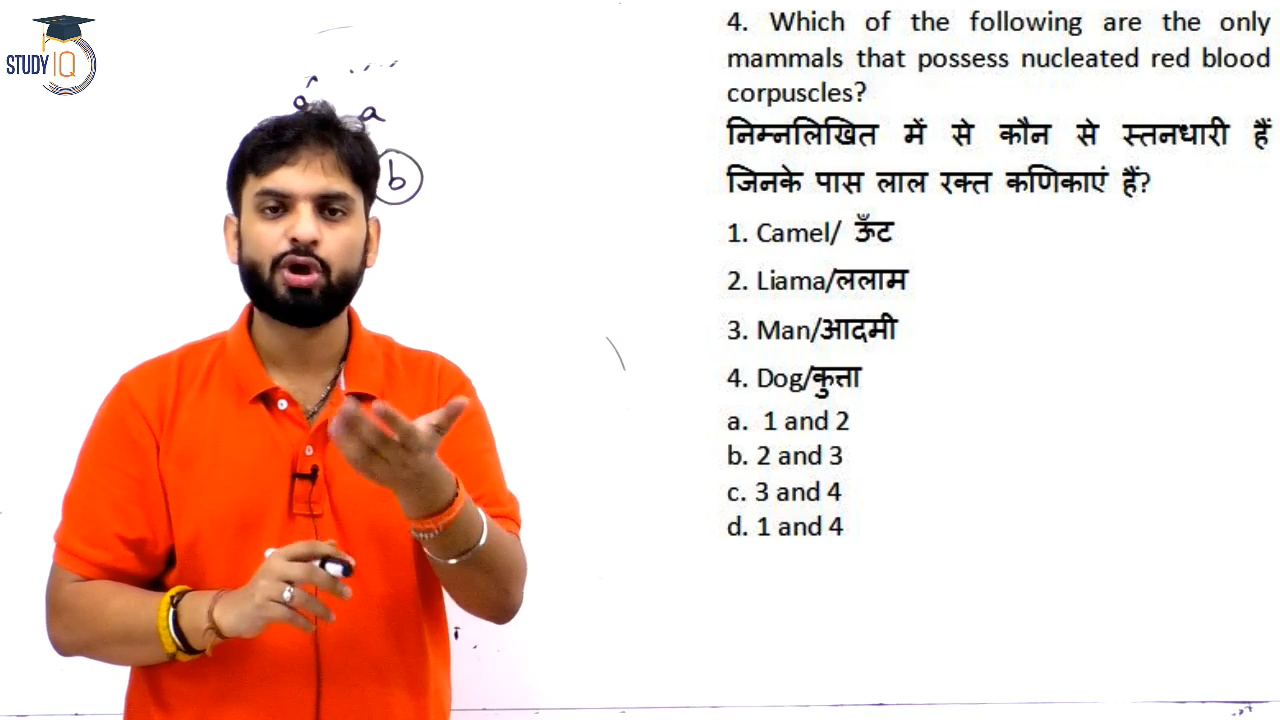 STUDY IQ
a
a
b
4. Which of the following are the only
mammals that possess nucleated red blood
corpuscles?
निम्नलिखित में से कौन से स्तनधारी हैं
जिनके पास लाल रक्त कणिकाएं हैं?
1. Camel/ ऊँट
2. Liama/ललाम
3. Man/आदमी
4. Dog/कुत्ता
a. 1 and 2
b. 2 and 3
c. 3 and 4
d. 1 and 4